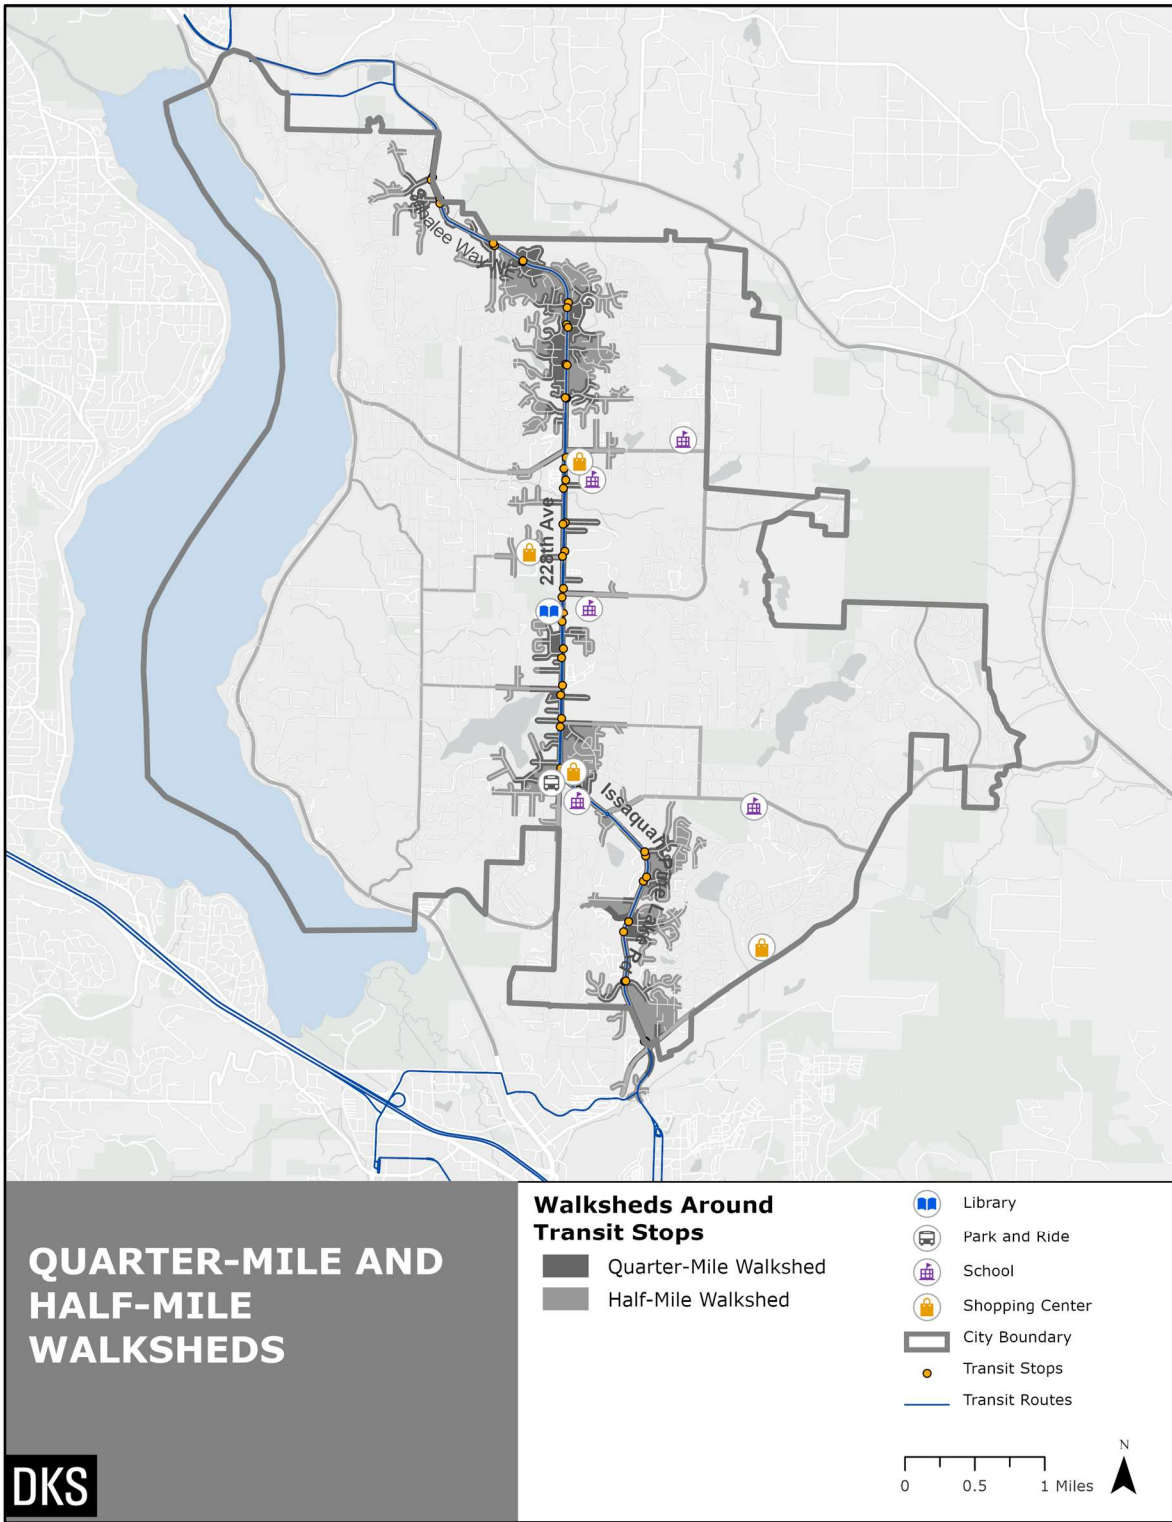 228th Ave
Issaquah Pine Lake Rd
QUARTER-MILE AND
HALF-MILE
WALKSHEDS
DKS
Walksheds Around
Transit Stops
Quarter-Mile Walkshed
Half-Mile Walkshed
Library
Park and Ride
School
Shopping Center
City Boundary
Transit Stops
Transit Routes
N
0 0.5 1 Miles